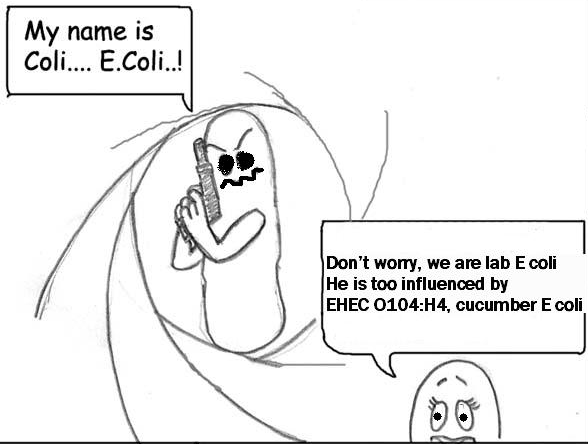 My name is
Coli.... E.Coli..!
Don't worry, we are lab E coli
He is too influenced by
EHEC O104:H4, cucumber E coli